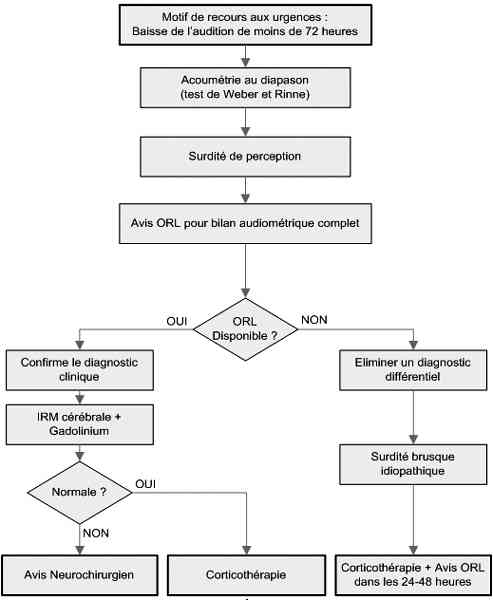 Motif de recours aux urgences :
Baisse de l'audition de moins de 72 heures
Acoumétrie au diapason
(test de Weber et Rinne)
Surdité de perception
Avis ORL pour bilan audiométrique complet
ORL
Disponible ?
OUI
NON
Confirme le diagnostic
clinique
Eliminer un diagnostic
différentiel
IRM cérébrale +
Gadolinium
Surdité brusque
idiopathique
Normale ?
OUI
NON
Avis Neurochirurgien
Corticothérapie
Corticothérapie + Avis ORL
dans les 24-48 heures